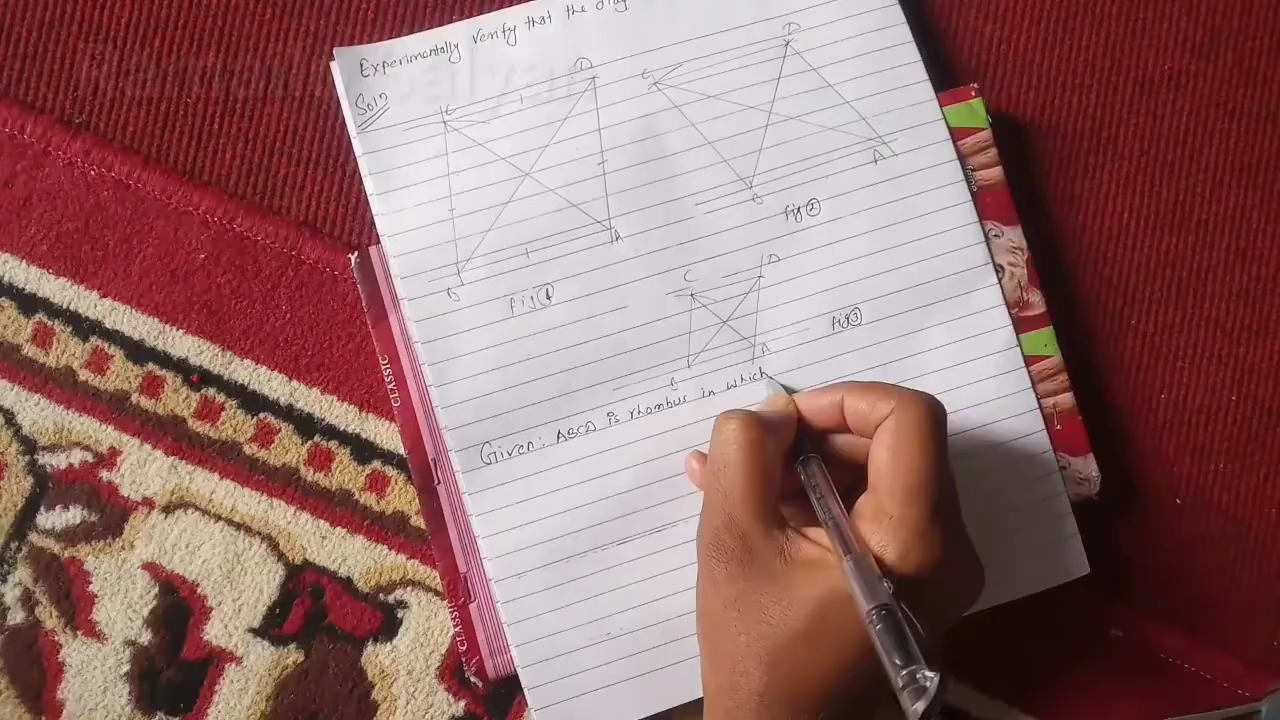 Experimentally verify that the diag
Soln
C
D
B
A
fig ①
C
D
B
A
fig ②
C
D
B
A
fig ③
Given: ABCD is rhombus in which
CLASSIC
CLASSIC